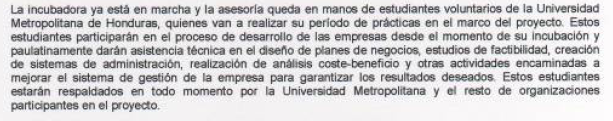 La incubadora ya está en marcha y la asesoría queda en manos de estudiantes voluntarios de la Universidad
Metropolitana de Honduras, quienes van a realizar su período de prácticas en el marco del proyecto. Estos
estudiantes participarán en el proceso de desarrollo de las empresas desde el momento de su incubación y
paulatinamente darán asistencia técnica en el diseño de planes de negocios, estudios de factibilidad, creación
de sistemas de administración, realización de análisis coste-beneficio y otras actividades encaminadas a
mejorar el sistema de gestión de la empresa para garantizar los resultados deseados. Estos estudiantes
estarán respaldados en todo momento por la Universidad Metropolitana y el resto de organizaciones
participantes en el proyecto.